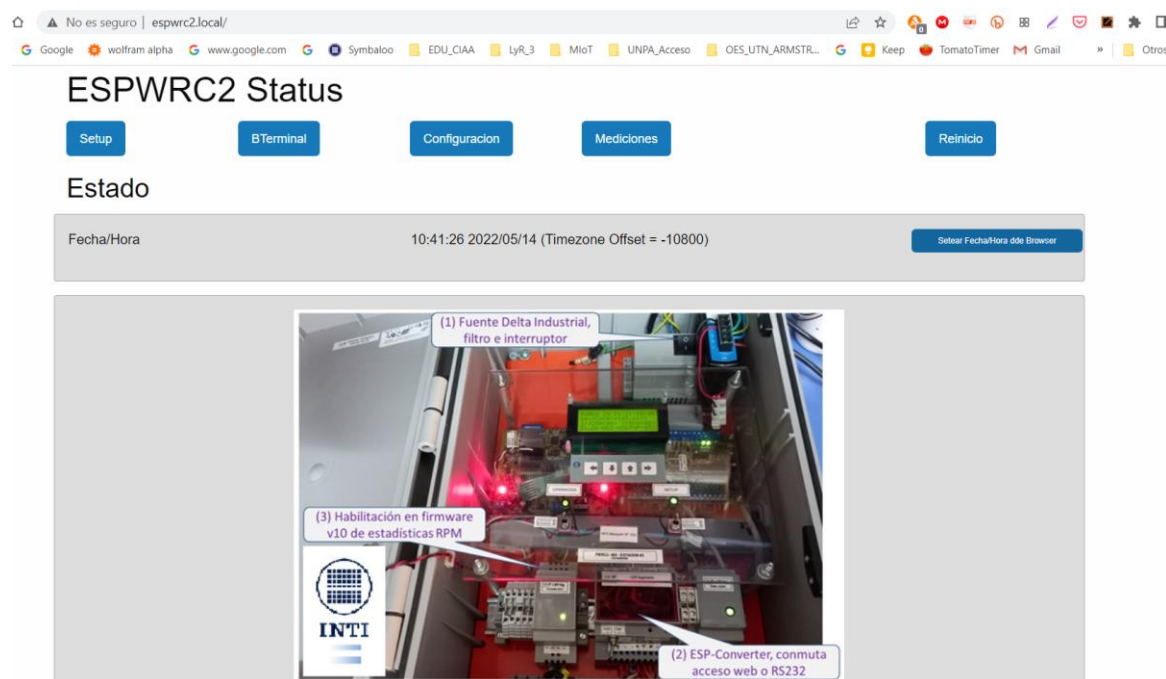 No es seguro | espwrc2.local/
0
Google wolfram alpha www.google.com Symbaloo EDU_CIAA LyR_3 MIoT UNPA_Acceso OES_UTN_ARMSTR... Keep TomatoTimer Gmail » Otros
ESPWRC2 Status
Setup BTerminal Configuracion Mediciones Reinicio
Estado
Fecha/Hora 10:41:26 2022/05/14 (Timezone Offset = -10800) Setear Fecha/Hora dde Browser
(1) Fuente Delta Industrial,
filtro e interruptor
SETUP
(3) Habilitación en firmware
v10 de estadísticas RPM
INTI
(2) ESP-Converter, conmuta
acceso web o RS232